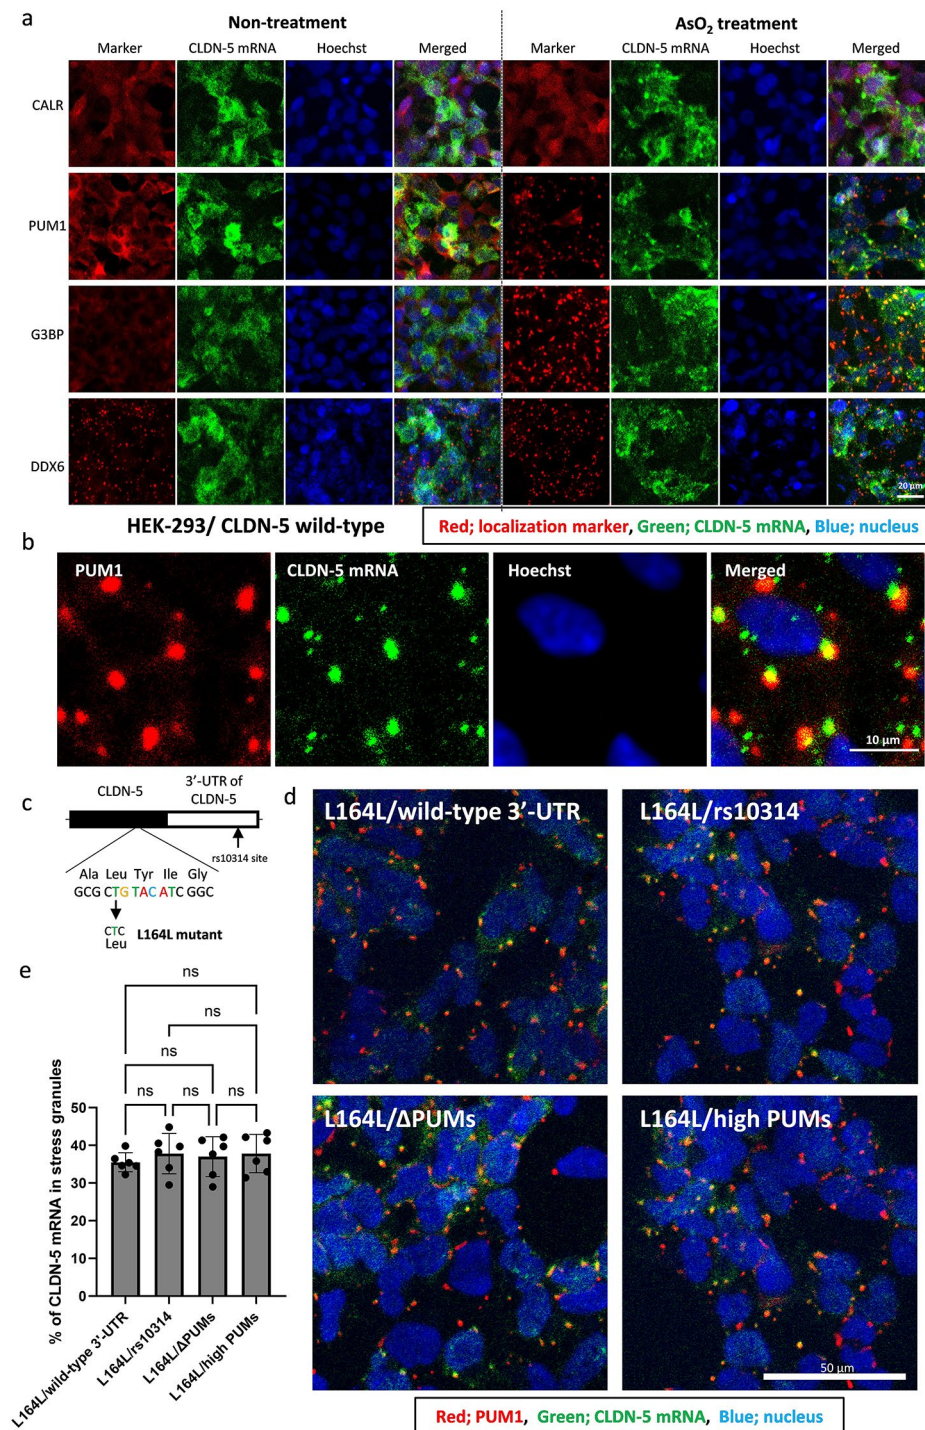 a
Non-treatment
AsO₂ treatment
Marker CLDN-5 mRNA Hoechst Merged Marker CLDN-5 mRNA Hoechst Merged
CALR
PUM1
G3BP
DDX6
20 µm
HEK-293/ CLDN-5 wild-type
Red; localization marker, Green; CLDN-5 mRNA, Blue; nucleus
b
PUM1 CLDN-5 mRNA Hoechst Merged
10 µm
c
CLDN-5
3’-UTR of
CLDN-5
rs10314 site
Ala Leu Tyr Ile Gly
GCG CTG TAC ATC GGC
CTC
Leu
L164L mutant
d
L164L/wild-type 3’-UTR
L164L/rs10314
L164L/ΔPUMs
L164L/high PUMs
50 µm
Red; PUM1, Green; CLDN-5 mRNA, Blue; nucleus
e
ns
ns
ns
ns ns ns
% of CLDN-5 mRNA in stress granules
50
40
30
20
10
0
L164L/wild-type 3’-UTR
L164L/rs10314
L164L/ΔPUMs
L164L/high PUMs